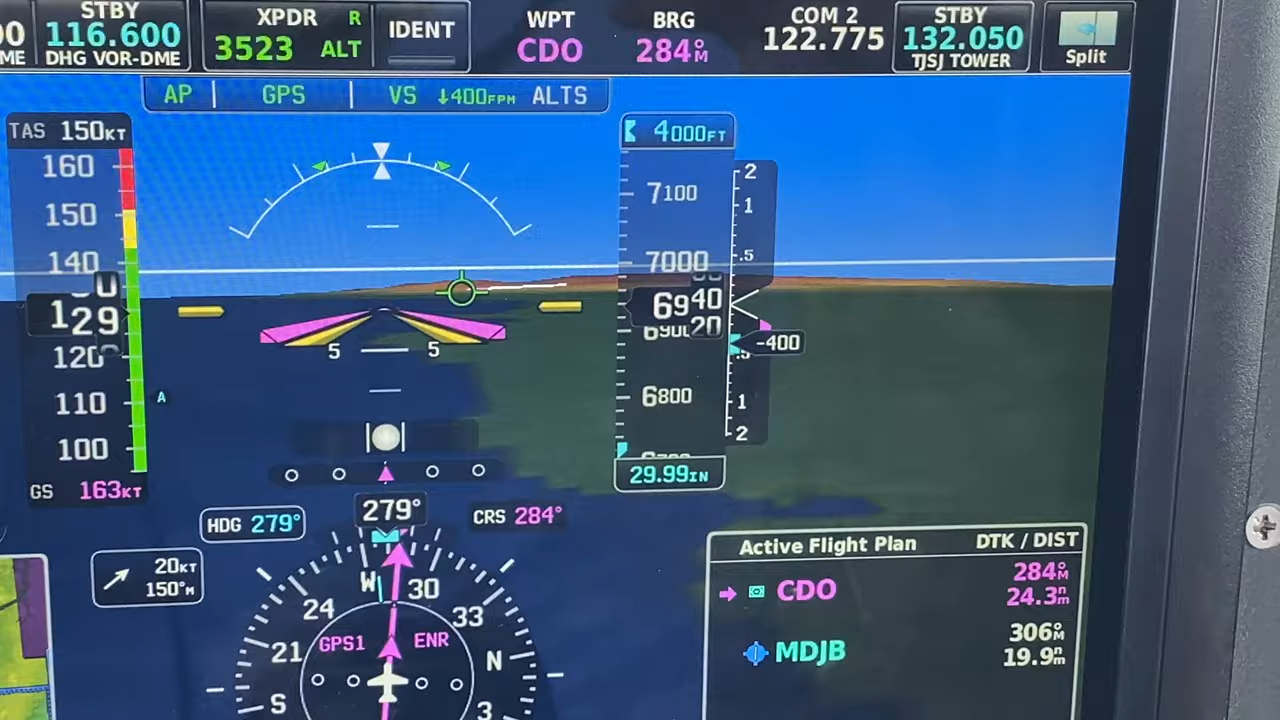 STBY
116.600
DHG VOR-DME
ME
XPDR R
3523 ALT
IDENT
WPT
CDO
BRG
284°M
COM 2
122.775
STBY
132.050
TJSJ TOWER
Split
AP GPS VS ↓400FPM ALTS
TAS 150KT
160
150
140
129
120
110
100
A
GS 163KT
4000FT
7100
7000
6940
20
6900
6800
29.99IN
2
1
.5
-400
.5
1
2
5 5
279°
HDG 279°
CRS 284°
20KT
150°M
W 30
24 33
21 N
S 3
GPS1 ENR
Active Flight Plan DTK / DIST
CDO 284°M
24.3nm
MDJB 306°M
19.9nm